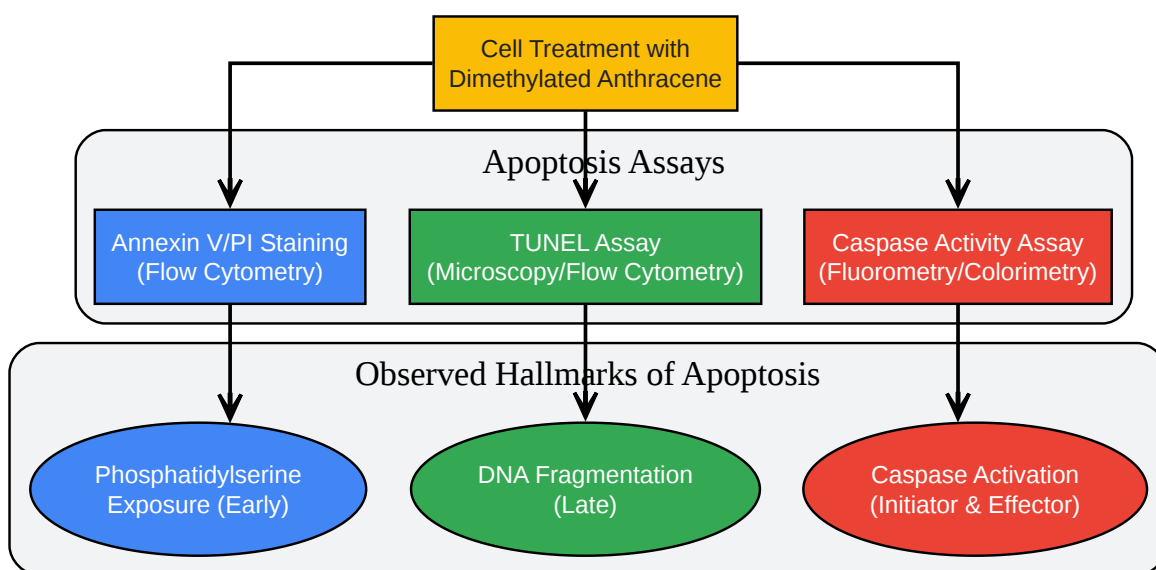 Cell Treatment with
Dimethylated Anthracene
Apoptosis Assays
Annexin V/PI Staining
(Flow Cytometry)
TUNEL Assay
(Microscopy/Flow Cytometry)
Caspase Activity Assay
(Fluorometry/Colorimetry)
Observed Hallmarks of Apoptosis
Phosphatidylserine
Exposure (Early)
DNA Fragmentation
(Late)
Caspase Activation
(Initiator & Effector)